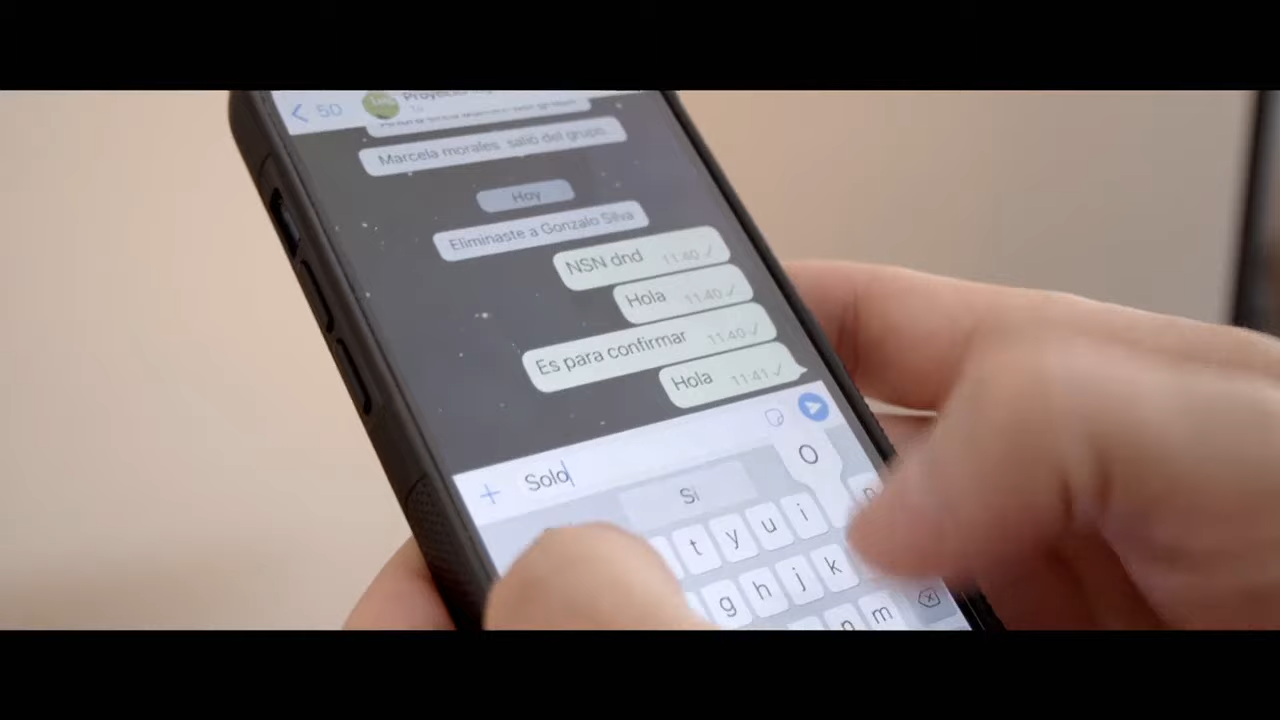 50
Marcela morales salió del grupo
Hoy
Eliminaste a Gonzalo Silva
NSN dnd 11:40
Hola 11:40
Es para confirmar 11:40
Hola 11:41
Solo
Si
O
t y u i
g h j k
m